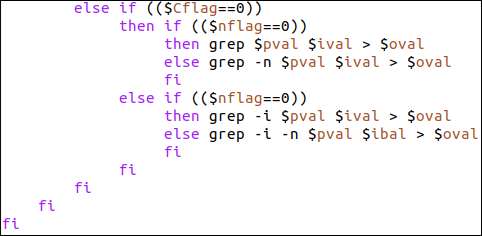 else if (($Cflag==0))
then if (($nflag==0))
then grep $pval $ival > $oval
else grep -n $pval $ival > $oval
fi
else if (($nflag==0))
then grep -i $pval $ival > $oval
else grep -i -n $pval $ibal > $oval
fi
fi
fi
fi
fi